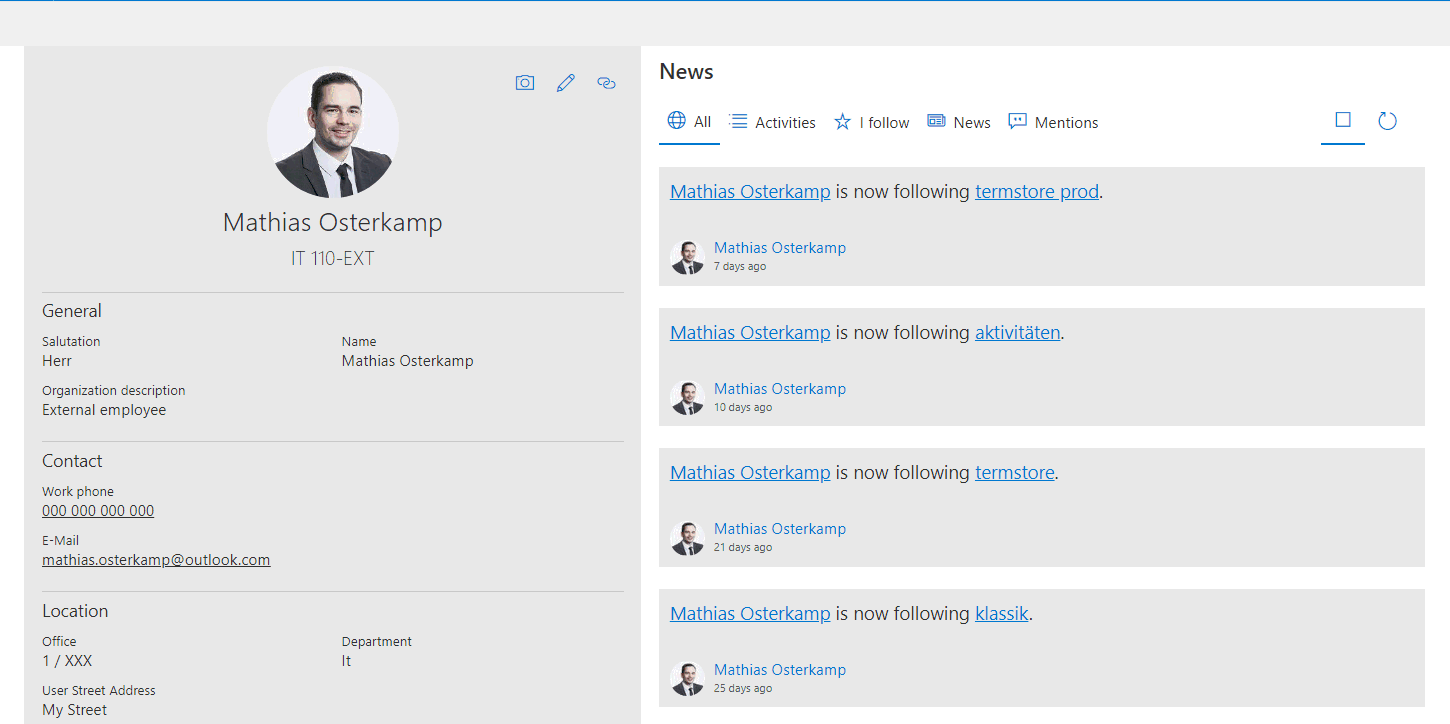 Mathias Osterkamp
IT 110-EXT
General
Salutation
Herr
Name
Mathias Osterkamp
Organization description
External employee
Contact
Work phone
000 000 000 000
E-Mail
mathias.osterkamp@outlook.com
Location
Office
1 / XXX
Department
It
User Street Address
My Street
News
All Activities I follow News Mentions
Mathias Osterkamp is now following termstore prod.
Mathias Osterkamp
7 days ago
Mathias Osterkamp is now following aktivitäten.
Mathias Osterkamp
10 days ago
Mathias Osterkamp is now following termstore.
Mathias Osterkamp
21 days ago
Mathias Osterkamp is now following klassik.
Mathias Osterkamp
25 days ago